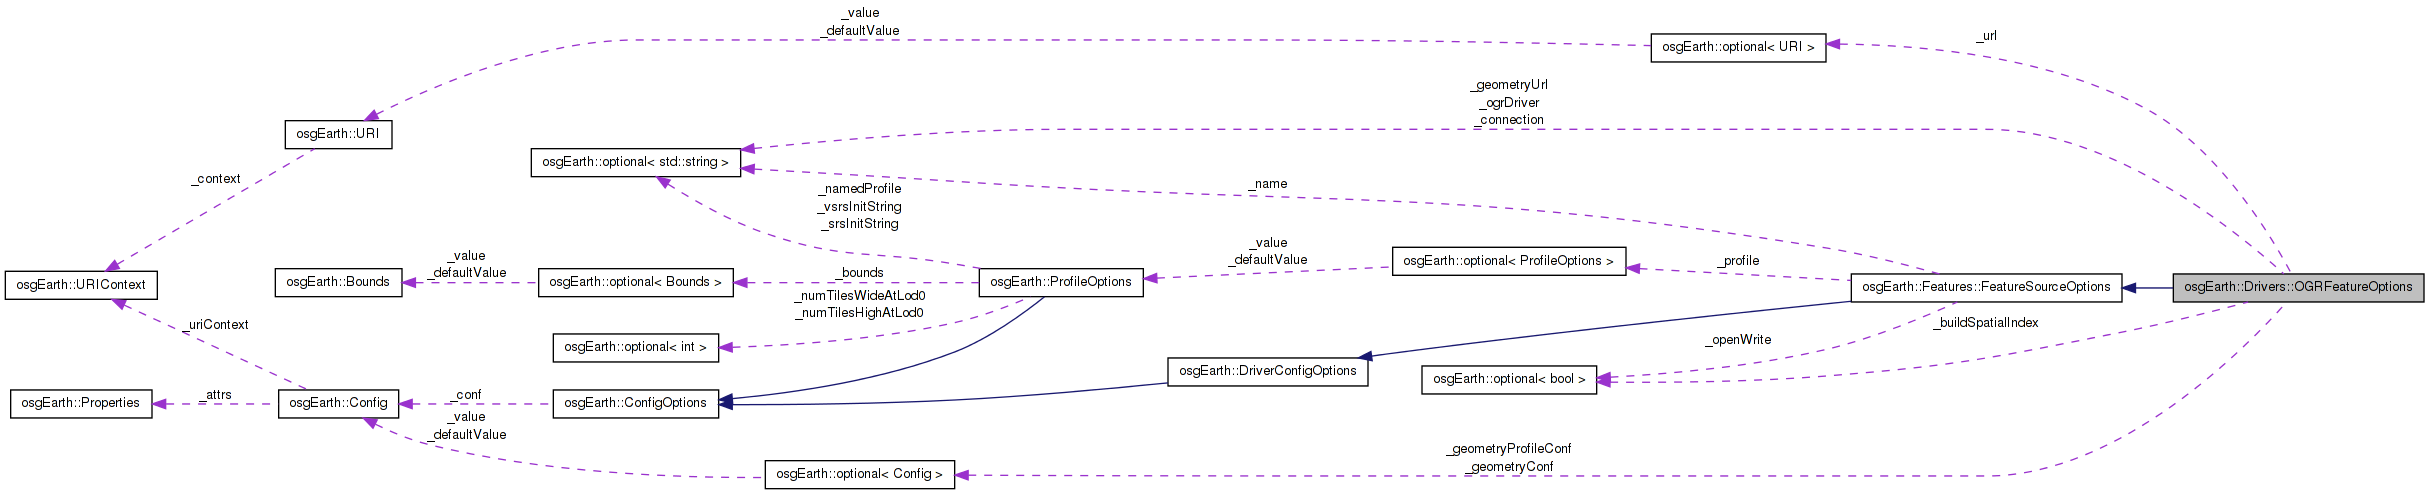 _value
_defaultValue
_url
osgEarth::optional< URI >
_geometryUrl
_ogrDriver
_connection
osgEarth::URI
osgEarth::optional< std::string >
_context
_name
_namedProfile
_vsrsInitString
_srsInitString
_value
_defaultValue
_value
_defaultValue
osgEarth::optional< ProfileOptions >
_profile
_bounds
osgEarth::URIContext
osgEarth::Bounds
osgEarth::optional< Bounds >
osgEarth::ProfileOptions
osgEarth::Features::FeatureSourceOptions
osgEarth::Drivers::OGRFeatureOptions
_numTilesWideAtLod0
_numTilesHighAtLod0
_uriContext
_buildSpatialIndex
_openWrite
osgEarth::optional< int >
osgEarth::DriverConfigOptions
osgEarth::optional< bool >
_attrs
_conf
osgEarth::Properties
osgEarth::Config
osgEarth::ConfigOptions
_value
_defaultValue
_geometryProfileConf
_geometryConf
osgEarth::optional< Config >